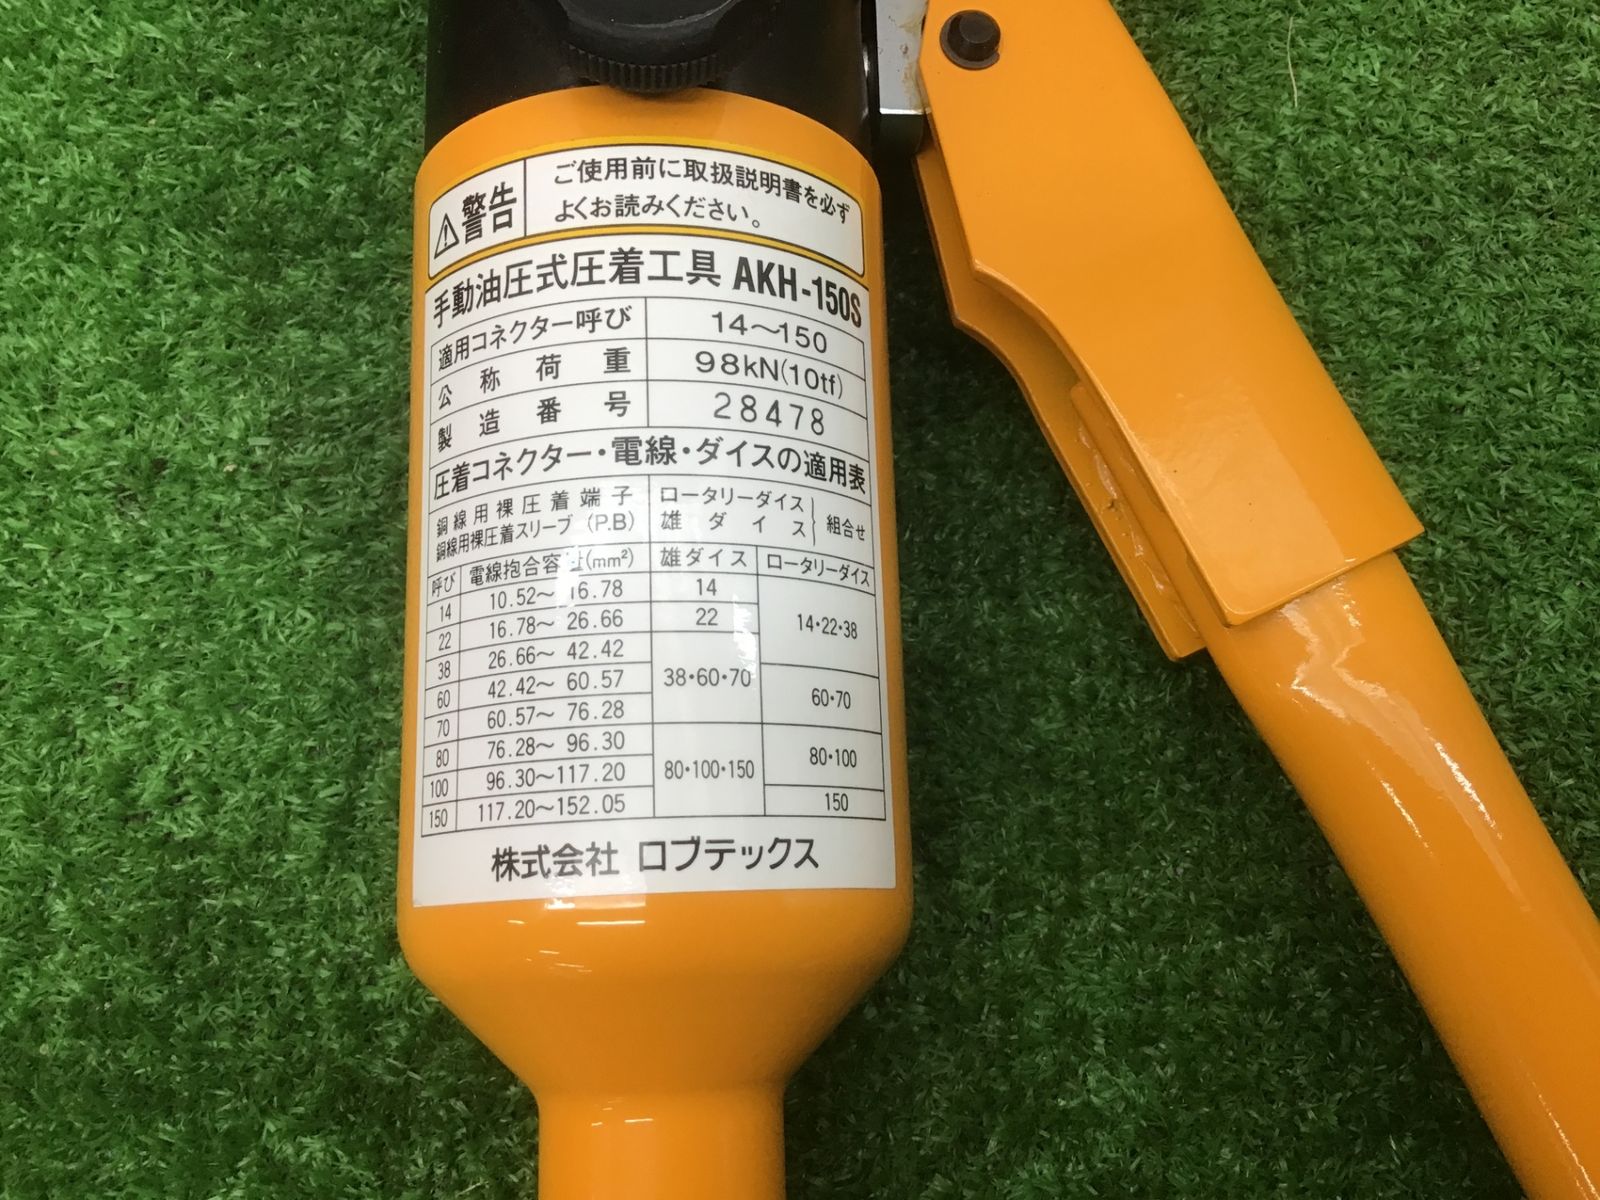 警告
ご使用前に取扱説明書を必ず
よくお読みください。
手動油圧式圧着工具 AKH-150S
適用コネクター呼び 14〜150
公称荷重 98kN(10tf)
製造番号 28478
圧着コネクター・電線・ダイスの適用表
銅線用裸圧着端子 ロータリーダイス
銅線用裸圧着スリーブ (P.B) 雄ダイス 組合せ
呼び 電線抱合容量(mm²) 雄ダイス ロータリーダイス
14 10.52〜 16.78 14
22 16.78〜 26.66 22 14・22・38
38 26.66〜 42.42
60 42.42〜 60.57 38・60・70 60・70
70 60.57〜 76.28
80 76.28〜 96.30 80・100
100 96.30〜117.20 80・100・150
150 117.20〜152.05 150
株式会社 ロブテックス